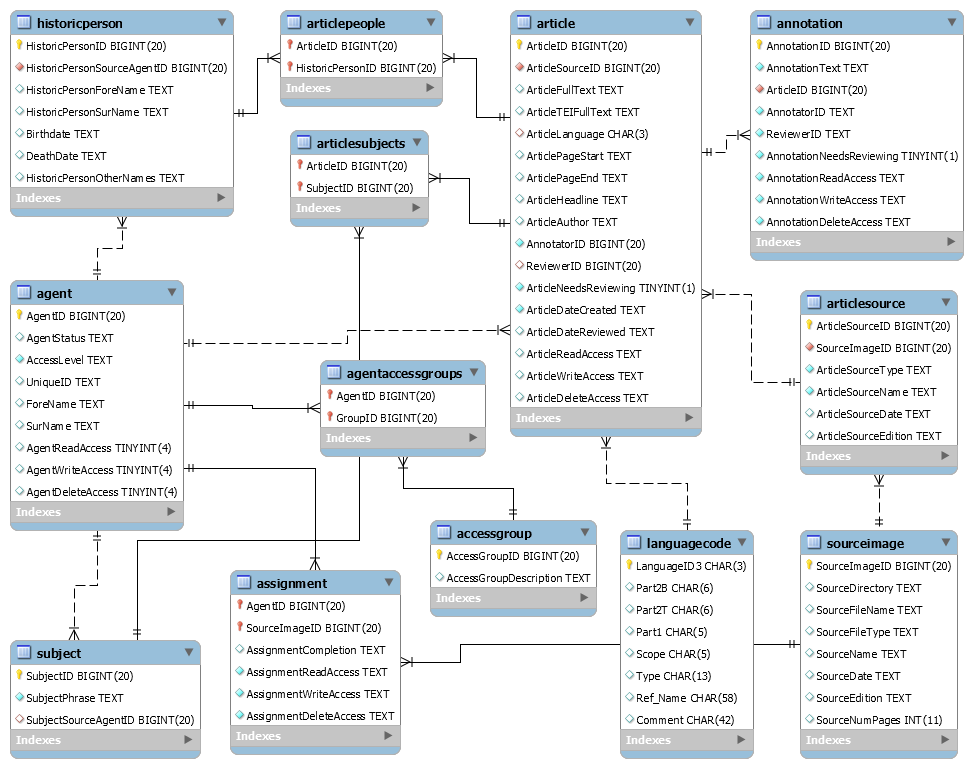 historicperson
HistoricPersonID BIGINT(20)
HistoricPersonSourceAgentID BIGINT(20)
HistoricPersonForeName TEXT
HistoricPersonSurName TEXT
Birthdate TEXT
DeathDate TEXT
HistoricPersonOtherNames TEXT
Indexes
articlepeople
ArticleID BIGINT(20)
HistoricPersonID BIGINT(20)
Indexes
articlesubjects
ArticleID BIGINT(20)
SubjectID BIGINT(20)
Indexes
article
ArticleID BIGINT(20)
ArticleSourceID BIGINT(20)
ArticleFullText TEXT
ArticleTEIFullText TEXT
ArticleLanguage CHAR(3)
ArticlePageStart TEXT
ArticlePageEnd TEXT
ArticleHeadline TEXT
ArticleAuthor TEXT
AnnotatorID BIGINT(20)
ReviewerID BIGINT(20)
ArticleNeedsReviewing TINYINT(1)
ArticleDateCreated TEXT
ArticleDateReviewed TEXT
ArticleReadAccess TEXT
ArticleWriteAccess TEXT
ArticleDeleteAccess TEXT
Indexes
annotation
AnnotationID BIGINT(20)
AnnotationText TEXT
ArticleID BIGINT(20)
AnnotatorID TEXT
ReviewerID TEXT
AnnotationNeedsReviewing TINYINT(1)
AnnotationReadAccess TEXT
AnnotationWriteAccess TEXT
AnnotationDeleteAccess TEXT
Indexes
agent
AgentID BIGINT(20)
AgentStatus TEXT
AccessLevel TEXT
UniqueID TEXT
ForeName TEXT
SurName TEXT
AgentReadAccess TINYINT(4)
AgentWriteAccess TINYINT(4)
AgentDeleteAccess TINYINT(4)
Indexes
agentaccessgroups
AgentID BIGINT(20)
GroupID BIGINT(20)
Indexes
articlesource
ArticleSourceID BIGINT(20)
SourceImageID BIGINT(20)
ArticleSourceType TEXT
ArticleSourceName TEXT
ArticleSourceDate TEXT
ArticleSourceEdition TEXT
Indexes
accessgroup
AccessGroupID BIGINT(20)
AccessGroupDescription TEXT
Indexes
subject
SubjectID BIGINT(20)
SubjectPhrase TEXT
SubjectSourceAgentID BIGINT(20)
Indexes
assignment
AgentID BIGINT(20)
SourceImageID BIGINT(20)
AssignmentCompletion TEXT
AssignmentReadAccess TEXT
AssignmentWriteAccess TEXT
AssignmentDeleteAccess TEXT
Indexes
languagecode
LanguageID3 CHAR(3)
Part2B CHAR(6)
Part2T CHAR(6)
Part1 CHAR(5)
Scope CHAR(5)
Type CHAR(13)
Ref_Name CHAR(58)
Comment CHAR(42)
Indexes
sourceimage
SourceImageID BIGINT(20)
SourceDirectory TEXT
SourceFileName TEXT
SourceFileType TEXT
SourceName TEXT
SourceDate TEXT
SourceEdition TEXT
SourceNumPages INT(11)
Indexes